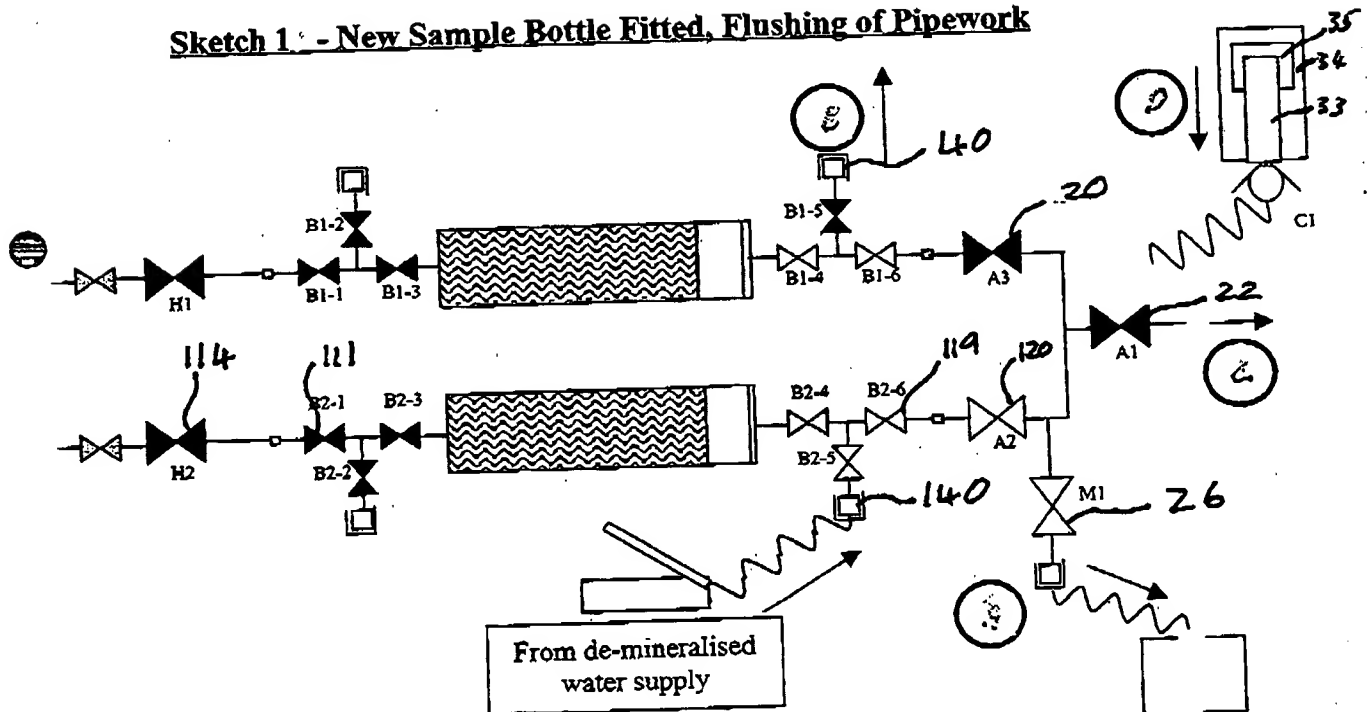 Sketch 1 - New Sample Bottle Fitted, Flushing of Pipework
35
34
33
D
140
B1-2
B1-5
20
C1
B1-1
B1-3
B1-4
B1-6
H1
A3
22
A1
114
111
119
120
B2-1
B2-3
B2-4
B2-6
H2
B2-2
B2-5
A2
140
M1
26
From de-mineralised
water supply